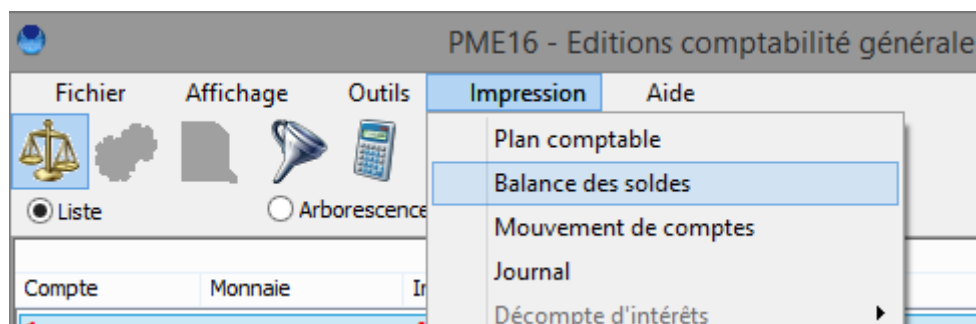 PME16 - Editions comptabilité générale
Fichier Affichage Outils Impression Aide
Plan comptable
Balance des soldes
Mouvement de comptes
Journal
Décompte d'intérêts
Liste Arborescence
Compte Monnaie